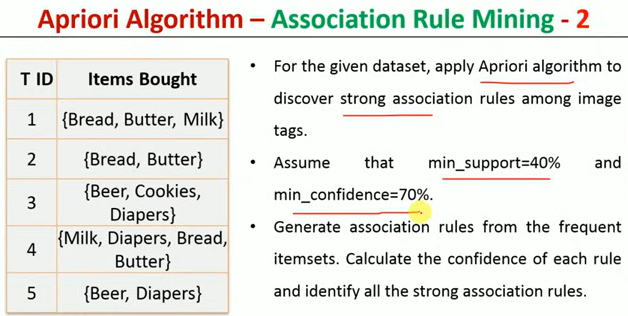 Apriori Algorithm – Association Rule Mining - 2
T ID Items Bought
1 {Bread, Butter, Milk}
2 {Bread, Butter}
3 {Beer, Cookies,
Diapers}
4 {Milk, Diapers, Bread,
Butter}
5 {Beer, Diapers}
• For the given dataset, apply Apriori algorithm to
discover strong association rules among image
tags.
• Assume that min_support=40% and
min_confidence=70%.
• Generate association rules from the frequent
itemsets. Calculate the confidence of each rule
and identify all the strong association rules.